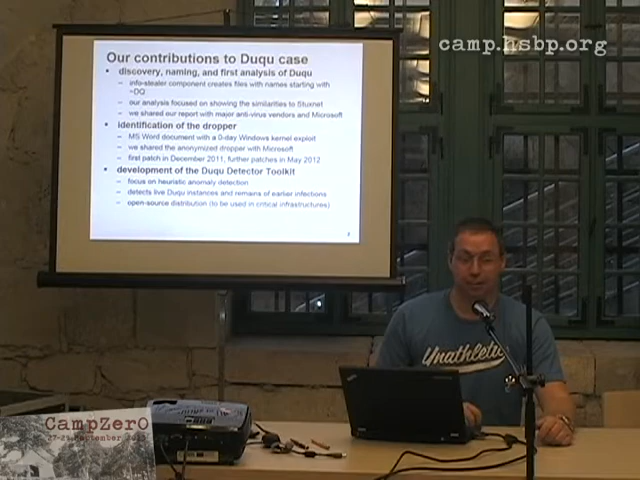 camp.hsbp.org
Our contributions to Duqu case
• discovery, naming, and first analysis of Duqu
– info-stealer component creates files with names starting with
~DQ
– our analysis focused on showing the similarities to Stuxnet
– we shared our report with major anti-virus vendors and Microsoft
• identification of the dropper
– MS Word document with a 0-day Windows kernel exploit
– we shared the anonymized dropper with Microsoft
– first patch in December 2011, further patches in May 2012
• development of the Duqu Detector Toolkit
– focus on heuristic anomaly detection
– detects live Duqu instances and remains of earlier infections
– open-source distribution (to be used in critical infrastructures)
Unathletic
CampZer0
September